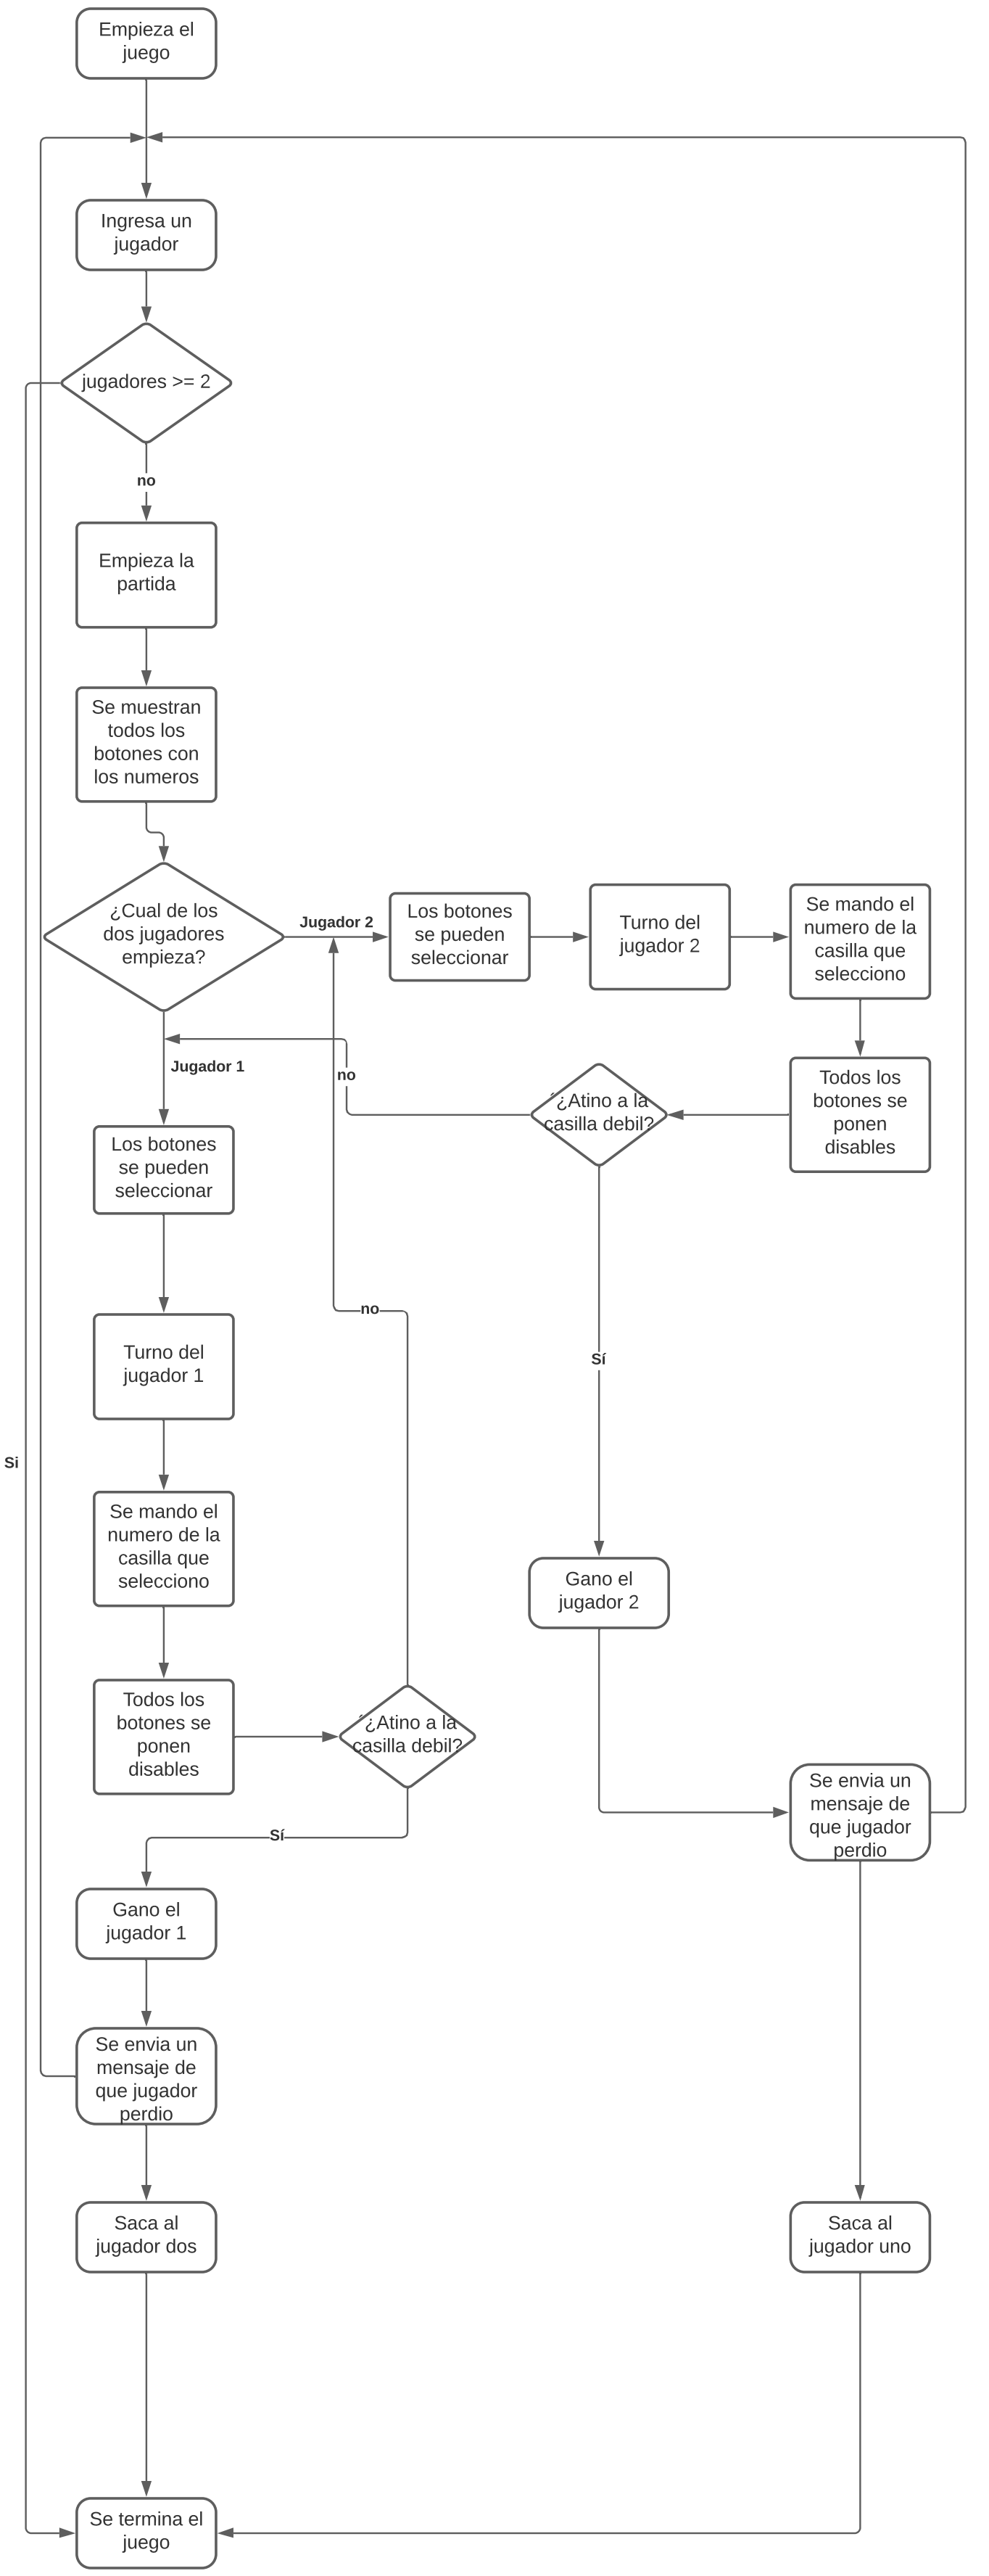 Empieza el
juego
Ingresa un
jugador
jugadores >= 2
no
Empieza la
partida
Se muestran
todos los
botones con
los numeros
¿Cual de los
dos jugadores
empieza?
Jugador 2
Los botones
se pueden
seleccionar
Turno del
jugador 2
Se mando el
numero de la
casilla que
selecciono
Todos los
botones se
ponen
disables
´¿Atino a la
casilla debil?
no
Jugador 1
Los botones
se pueden
seleccionar
Turno del
jugador 1
no
Sí
Si
Se mando el
numero de la
casilla que
selecciono
Gano el
jugador 2
Todos los
botones se
ponen
disables
´¿Atino a la
casilla debil?
Se envia un
mensaje de
que jugador
perdio
Sí
Gano el
jugador 1
Se envia un
mensaje de
que jugador
perdio
Saca al
jugador dos
Saca al
jugador uno
Se termina el
juego